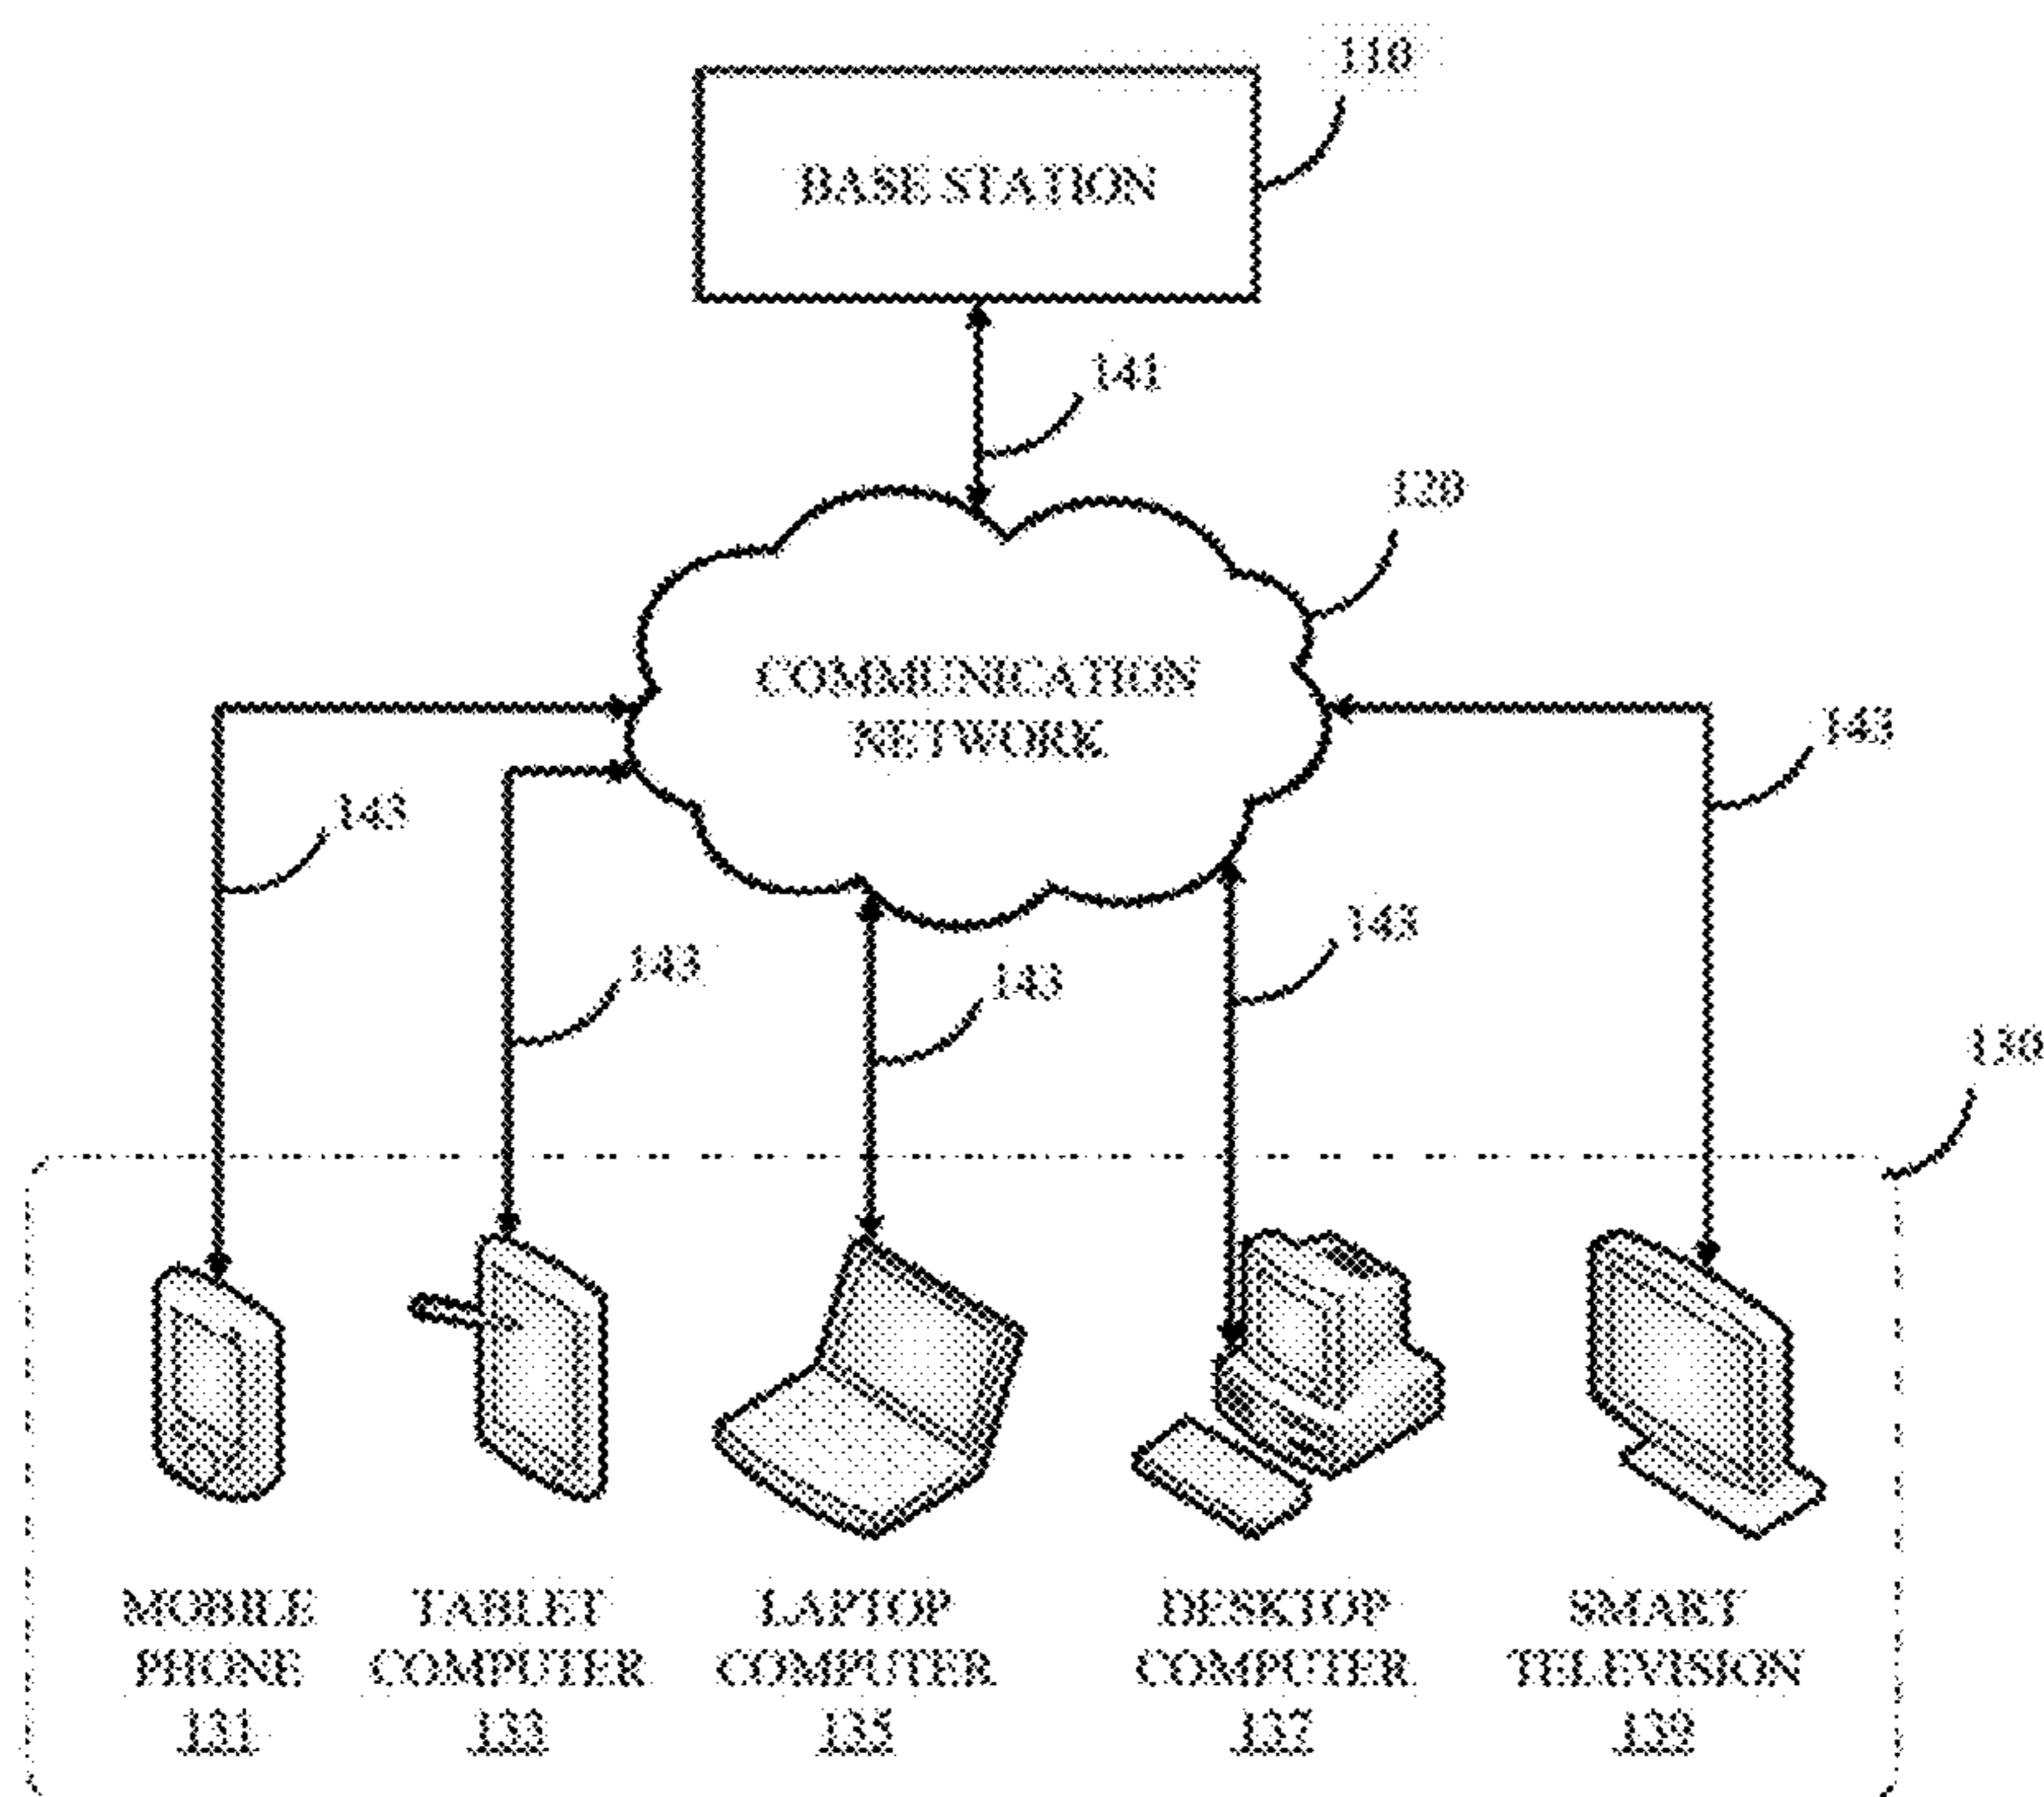 110
BASE STATION
141
120
COMMUNICATION
NETWORK
143
143
143
143
143
130
MOBILE
PHONE
131
TABLET
COMPUTER
133
LAPTOP
COMPUTER
135
DESKTOP
COMPUTER
137
SMART
TELEVISION
139